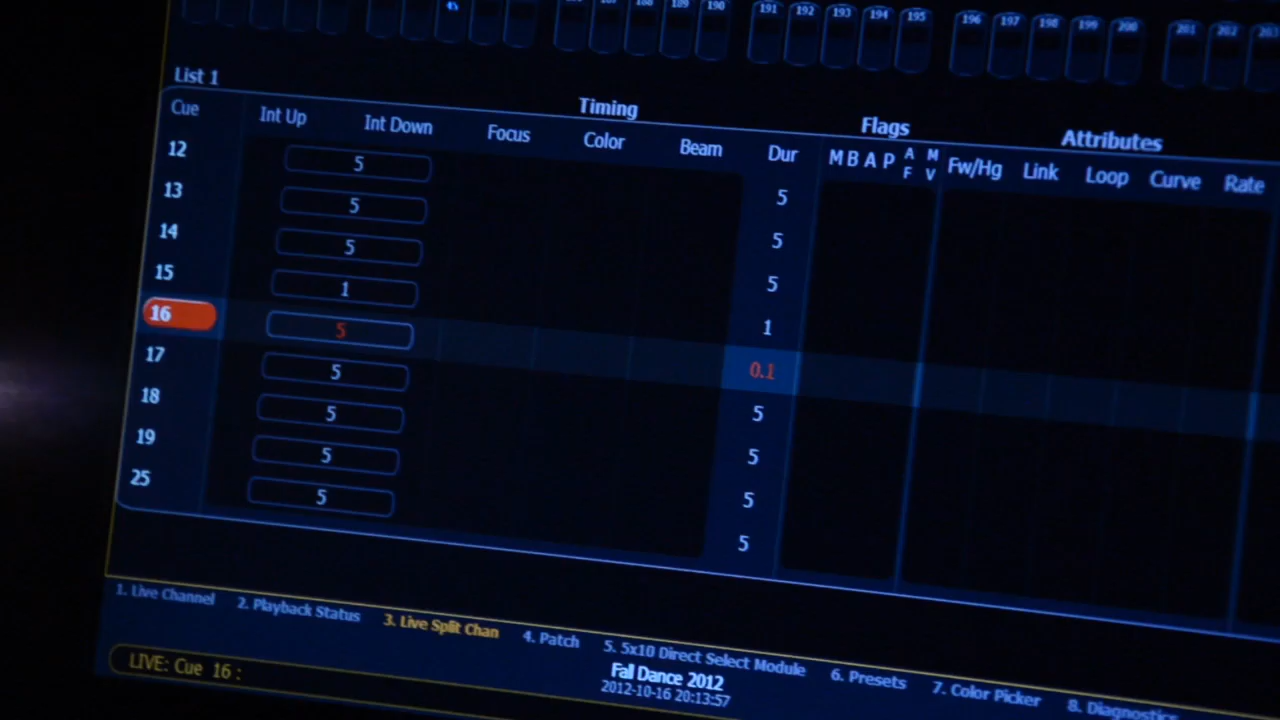 188 189 190 191 192 193 194 195 196 197 198 199 200 201 202
List 1
Timing Flags Attributes
Cue Int Up Int Down Focus Color Beam Dur M B A P A F M V Fw/Hg Link Loop Curve Rate
12 5 5
13 5 5
14 5 5
15 1 1
16 5 0.1
17 5 5
18 5 5
19 5 5
25 5 5
1. Live Channel 2. Playback Status 3. Live Split Chan 4. Patch 5. 5x10 Direct Select Module 6. Presets 7. Color Picker 8. Diagnostics
LIVE: Cue 16 :
Fall Dance 2012
2012-10-16 20:13:57